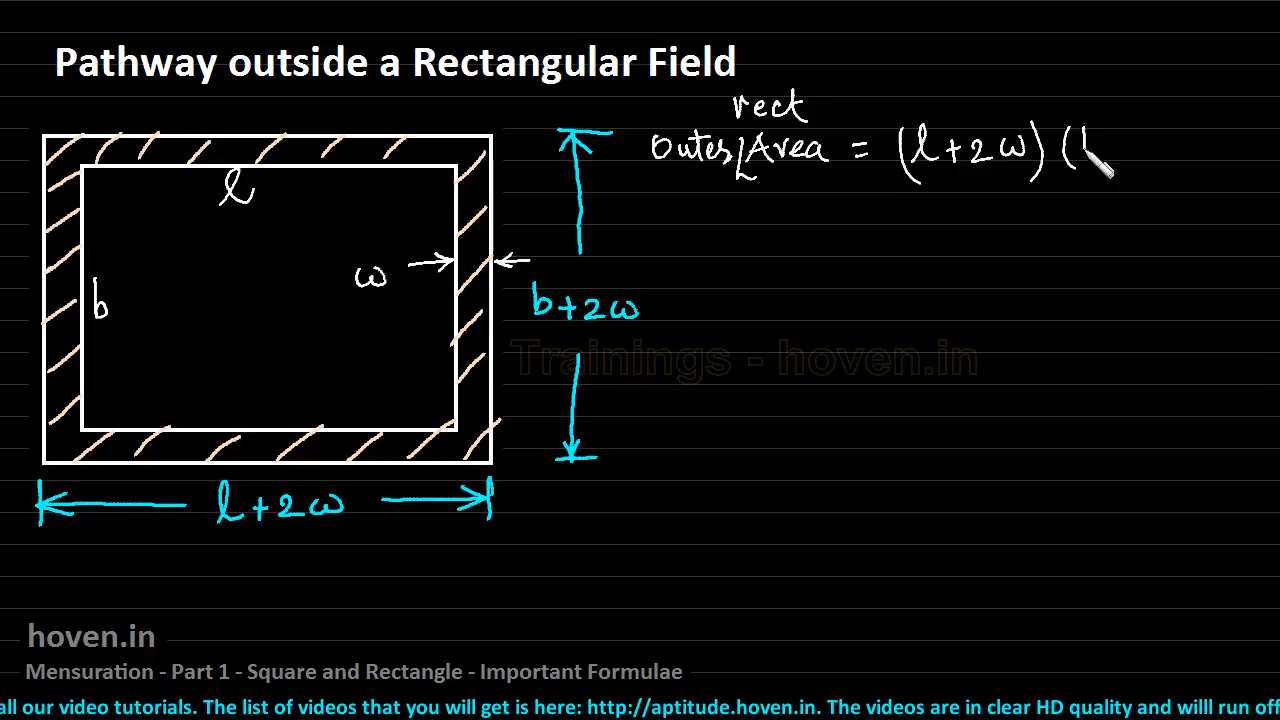 Pathway outside a Rectangular Field
rect
Outer Area = (l+2w) (b
l
w
b
b+2w
Trainings - hoven.in
l+2w
hoven.in
Mensuration - Part 1 - Square and Rectangle - Important Formulae
all our video tutorials. The list of videos that you will get is here: http://aptitude.hoven.in. The videos are in clear HD quality and willl run off